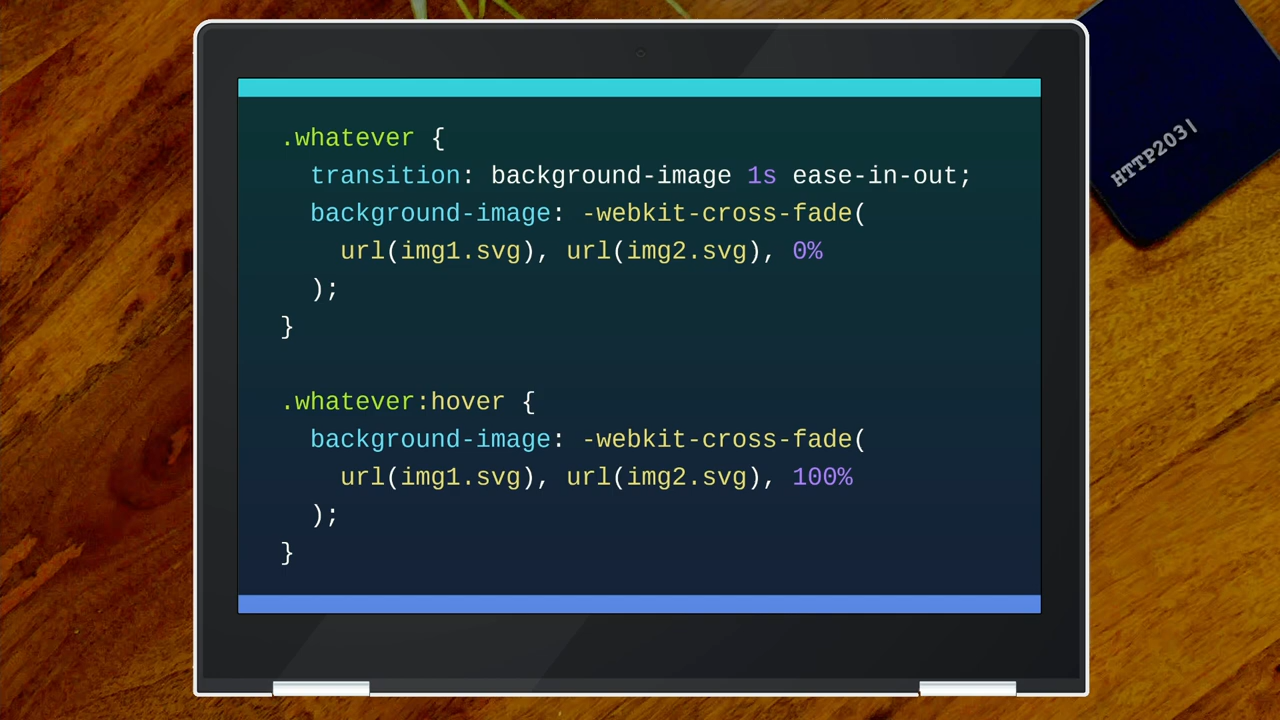 .whatever {
  transition: background-image 1s ease-in-out;
  background-image: -webkit-cross-fade(
    url(img1.svg), url(img2.svg), 0%
  );
}

.whatever:hover {
  background-image: -webkit-cross-fade(
    url(img1.svg), url(img2.svg), 100%
  );
}
HTTP203|